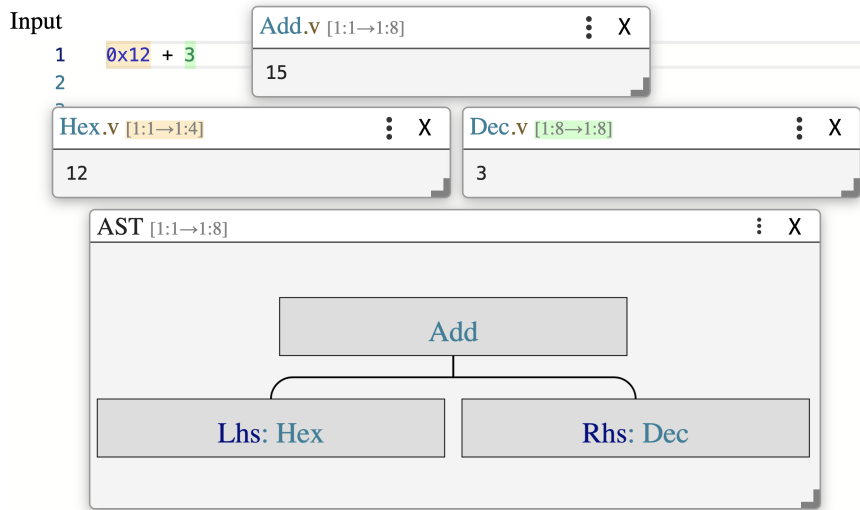 Input
1 0x12 + 3
2
Add.v [1:1→1:8] ⋮ X
15
Hex.v [1:1→1:4] ⋮ X
12
Dec.v [1:8→1:8] ⋮ X
3
AST [1:1→1:8] ⋮ X
Add
Lhs: Hex
Rhs: Dec